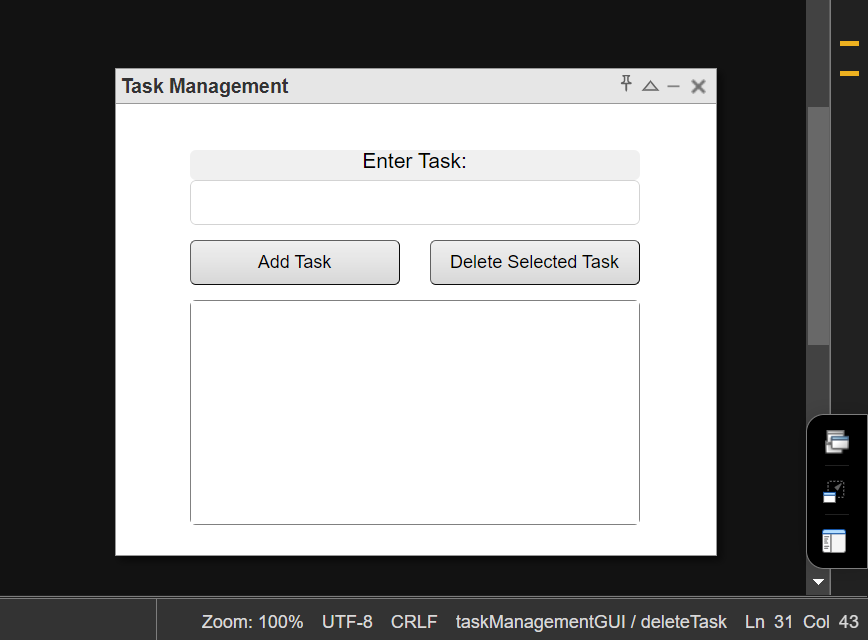 Task Management
Enter Task:
Add Task
Delete Selected Task
Zoom: 100% UTF-8 CRLF taskManagementGUI / deleteTask Ln 31 Col 43